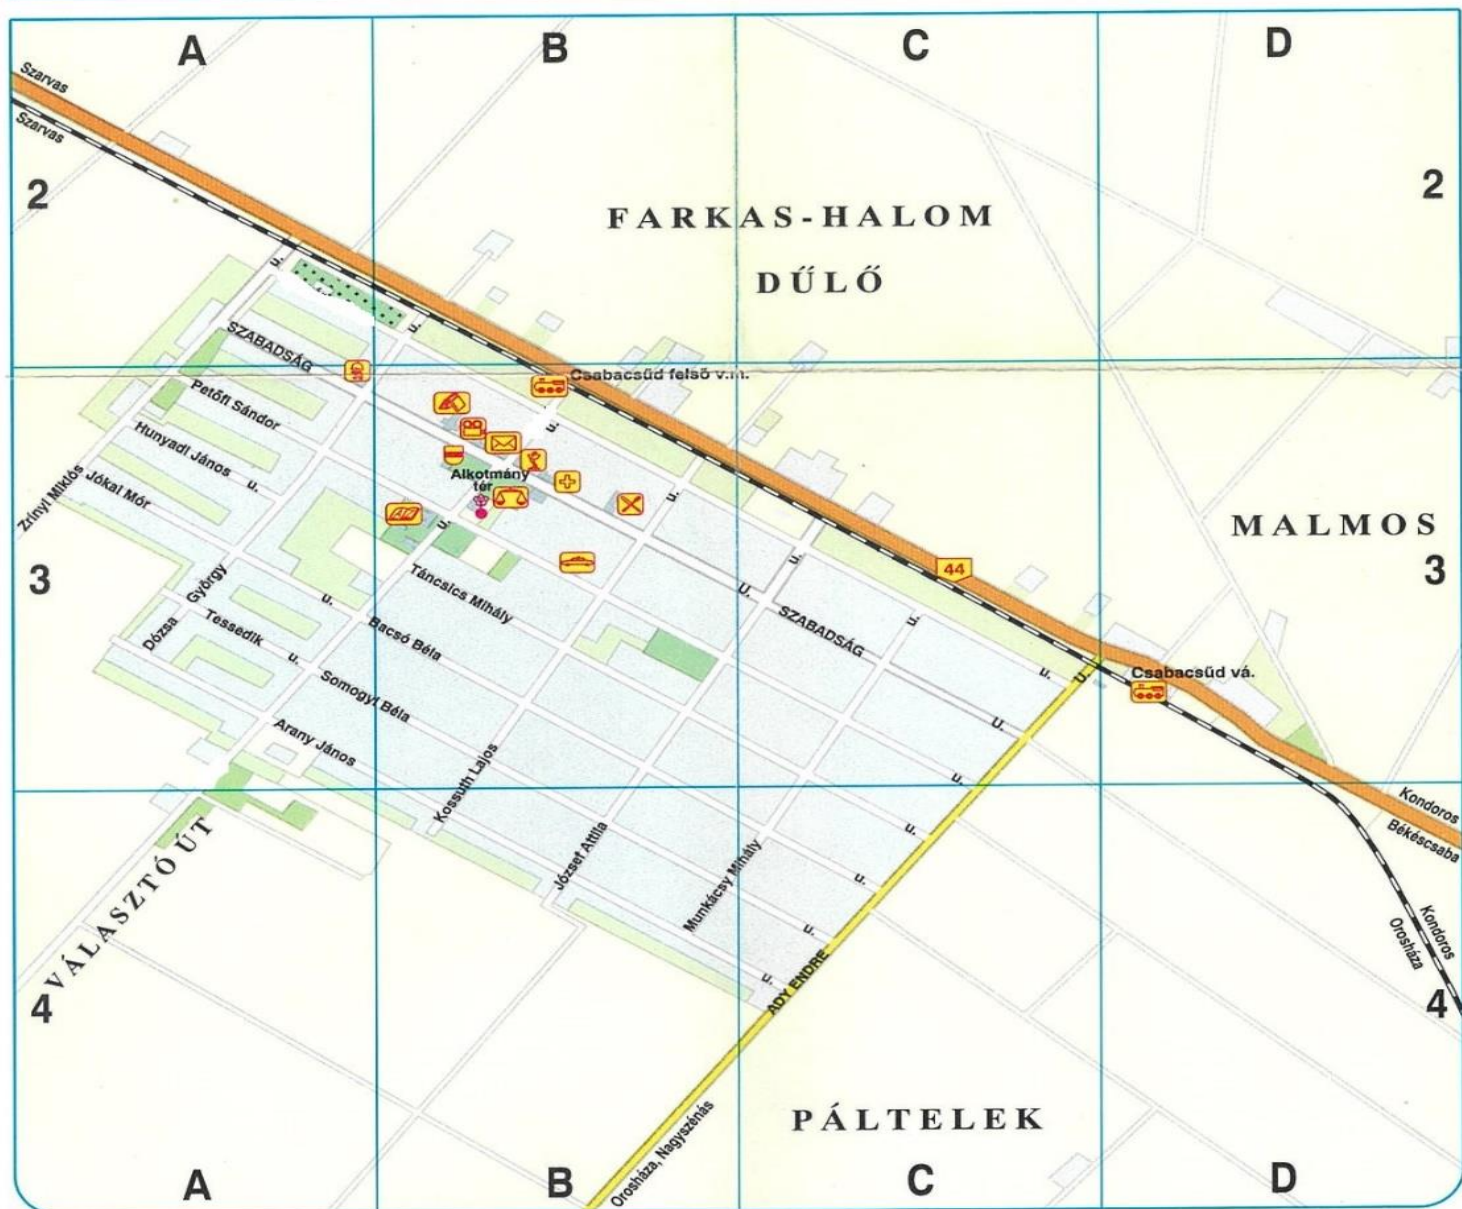 A
B
C
D
Szarvas
Szarvas
2
2
FARKAS-HALOM
DŰLŐ
u.
u.
SZABADSÁG
Csabacsűd felső v.m.
Petőfi Sándor
Hunyadi János
u.
Jókai Mór
Zrínyi Miklós
u.
Alkotmány
tér
u.
u.
MALMOS
3
3
44
u.
U.
Táncsics Mihály
SZABADSÁG
u.
György
Dózsa
Tessedik
u.
u.
Bacsó Béla
Somogyi Béla
Arany János
u.
U.
Csabacsűd vá.
U.
u.
Kossuth Lajos
József Attila
Munkácsy Mihály
u.
u.
u.
u.
Kondoros
Békéscsaba
Kondoros
Orosháza
VÁLASZTÓ ÚT
ADY ENDRE
4
4
PÁLTELEK
Orosháza, Nagyszénás
A
B
C
D